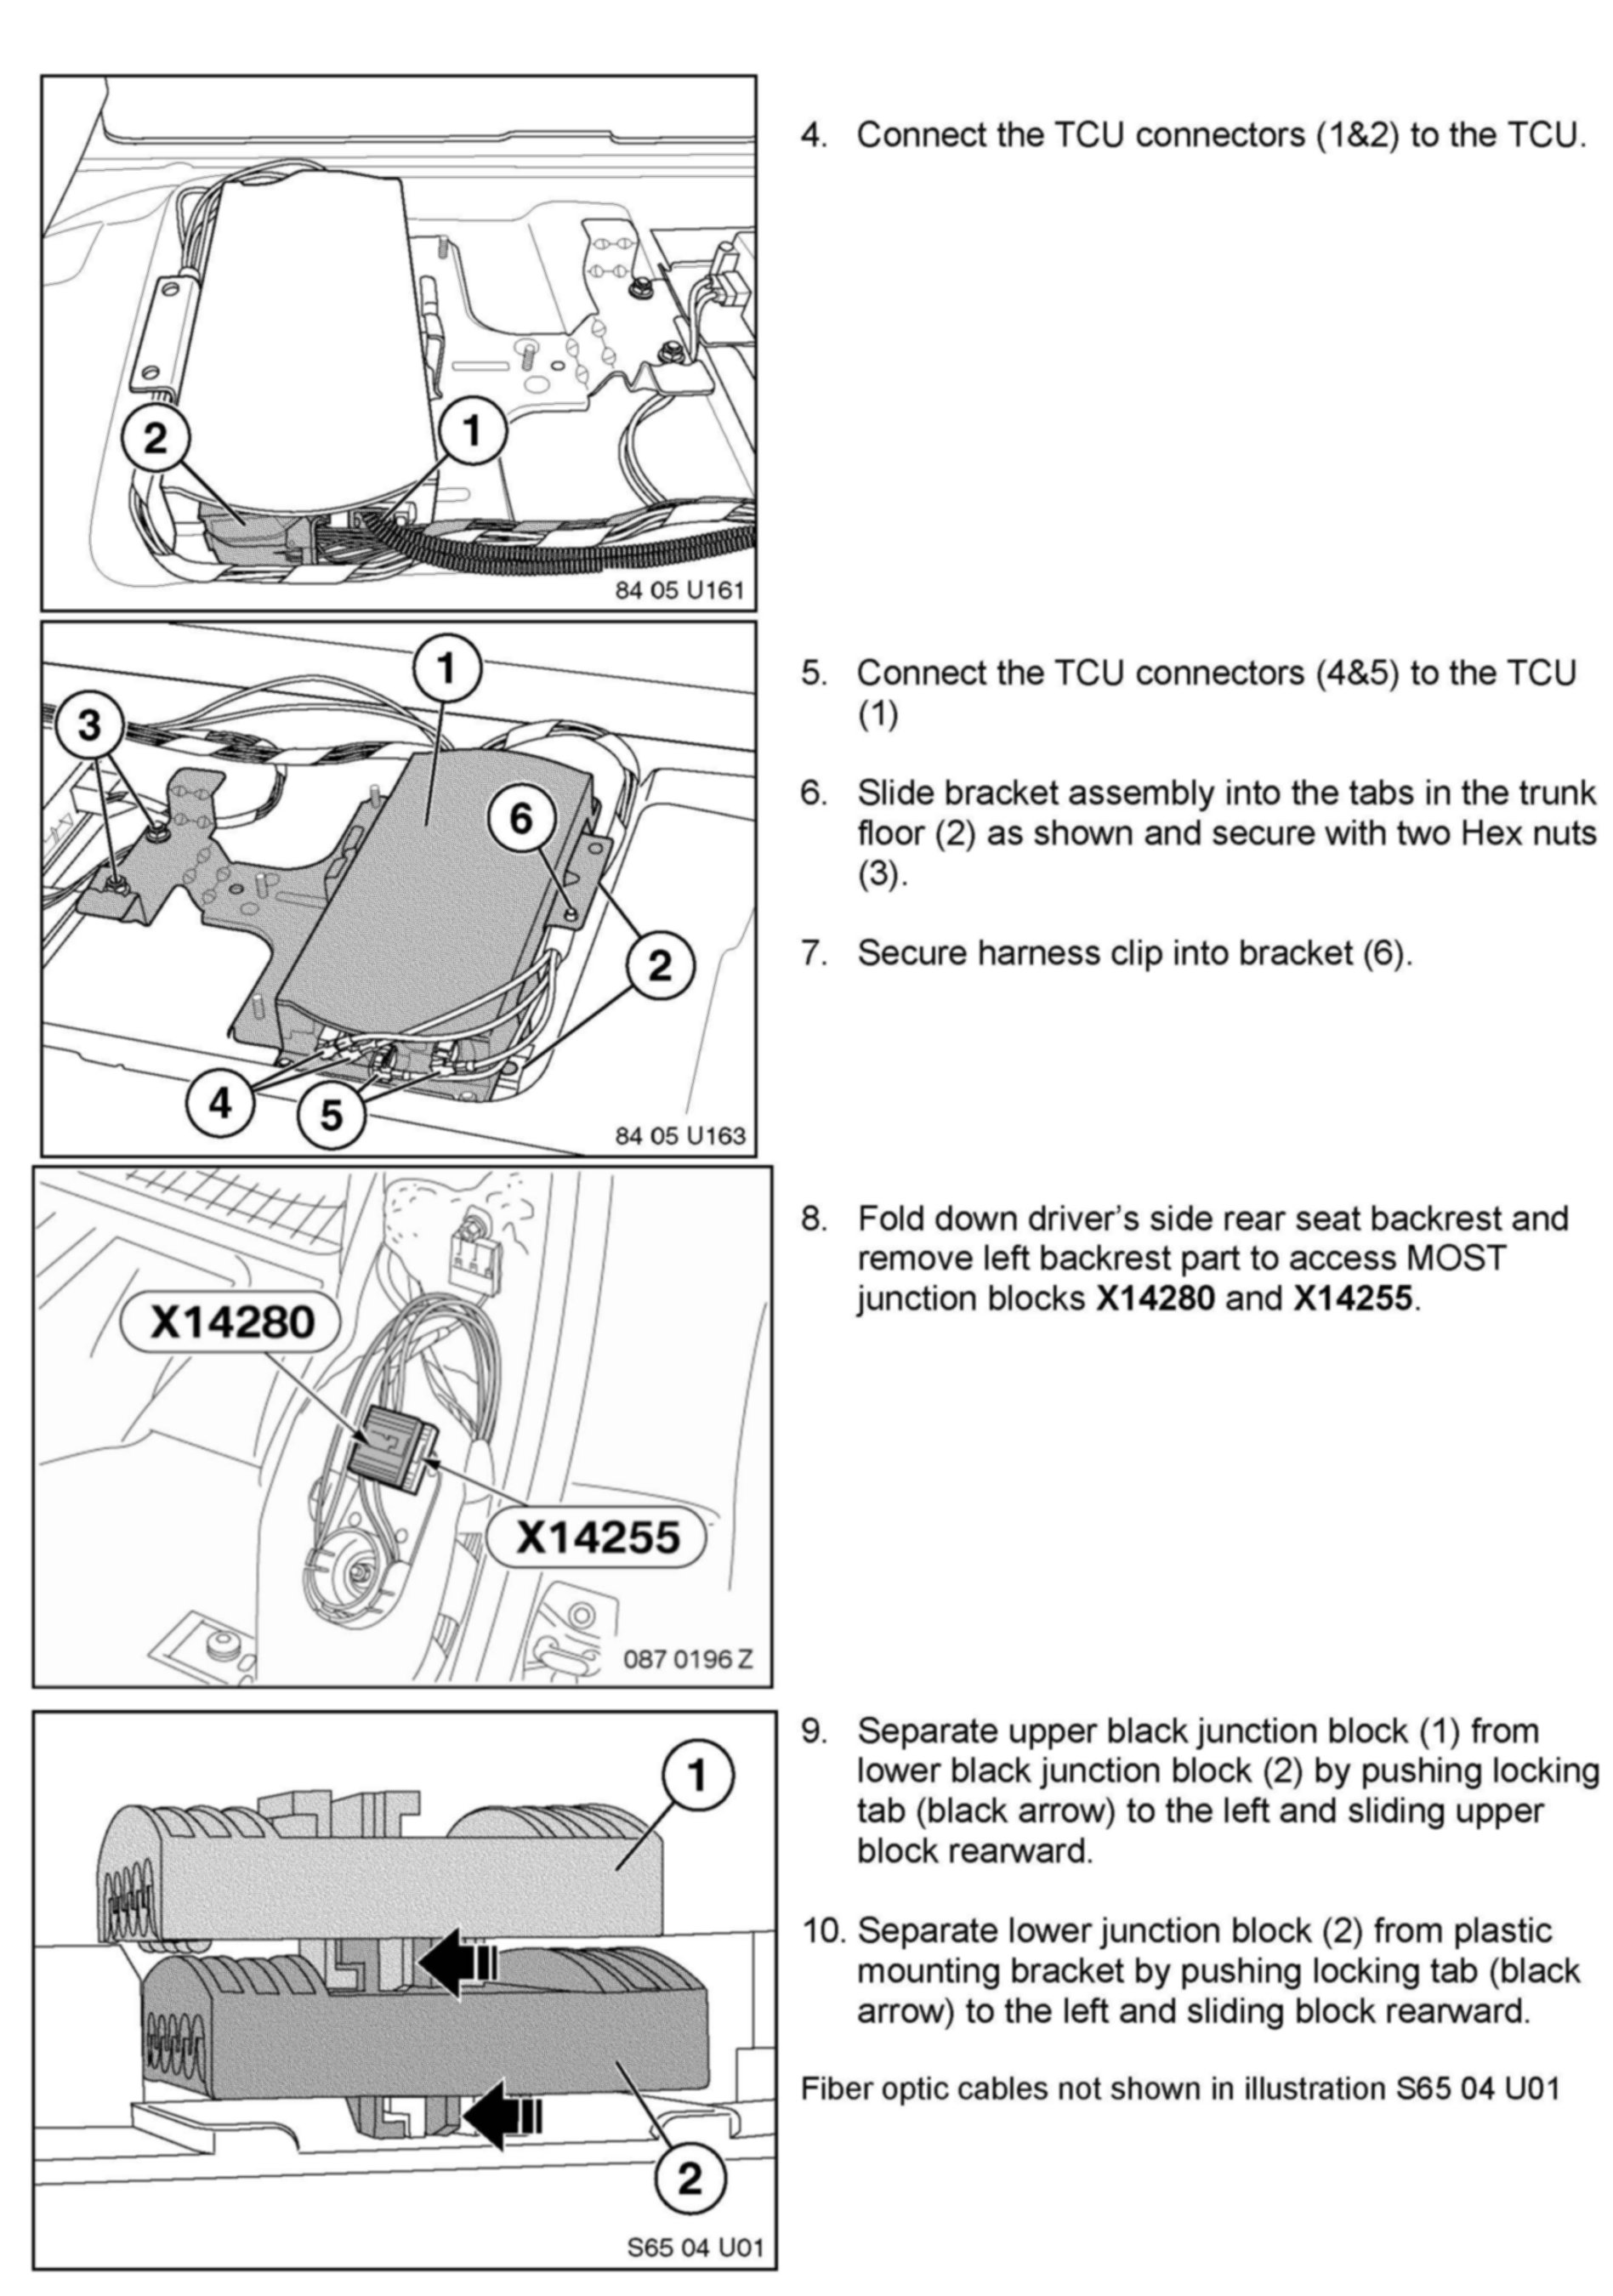 4. Connect the TCU connectors (1&2) to the TCU.
2
1
84 05 U161
1
3
6
2
4
5
84 05 U163
5. Connect the TCU connectors (4&5) to the TCU
(1)
6. Slide bracket assembly into the tabs in the trunk
floor (2) as shown and secure with two Hex nuts
(3).
7. Secure harness clip into bracket (6).
X14280
X14255
087 0196 Z
8. Fold down driver's side rear seat backrest and
remove left backrest part to access MOST
junction blocks X14280 and X14255.
1
2
S65 04 U01
9. Separate upper black junction block (1) from
lower black junction block (2) by pushing locking
tab (black arrow) to the left and sliding upper
block rearward.
10. Separate lower junction block (2) from plastic
mounting bracket by pushing locking tab (black
arrow) to the left and sliding block rearward.
Fiber optic cables not shown in illustration S65 04 U01